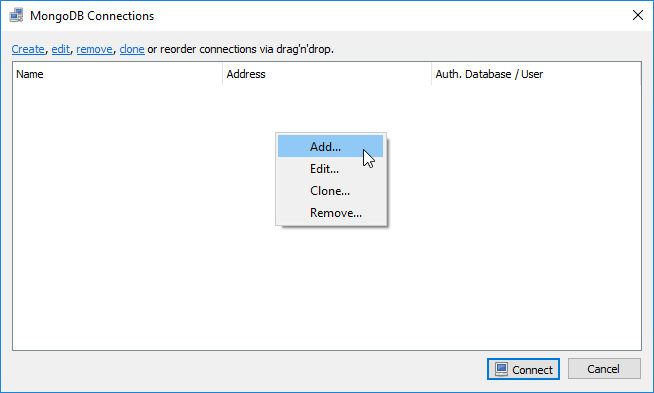 MongoDB Connections
Create, edit, remove, clone or reorder connections via drag'n'drop.
Name Address Auth. Database / User
Add...
Edit...
Clone...
Remove...
Connect Cancel